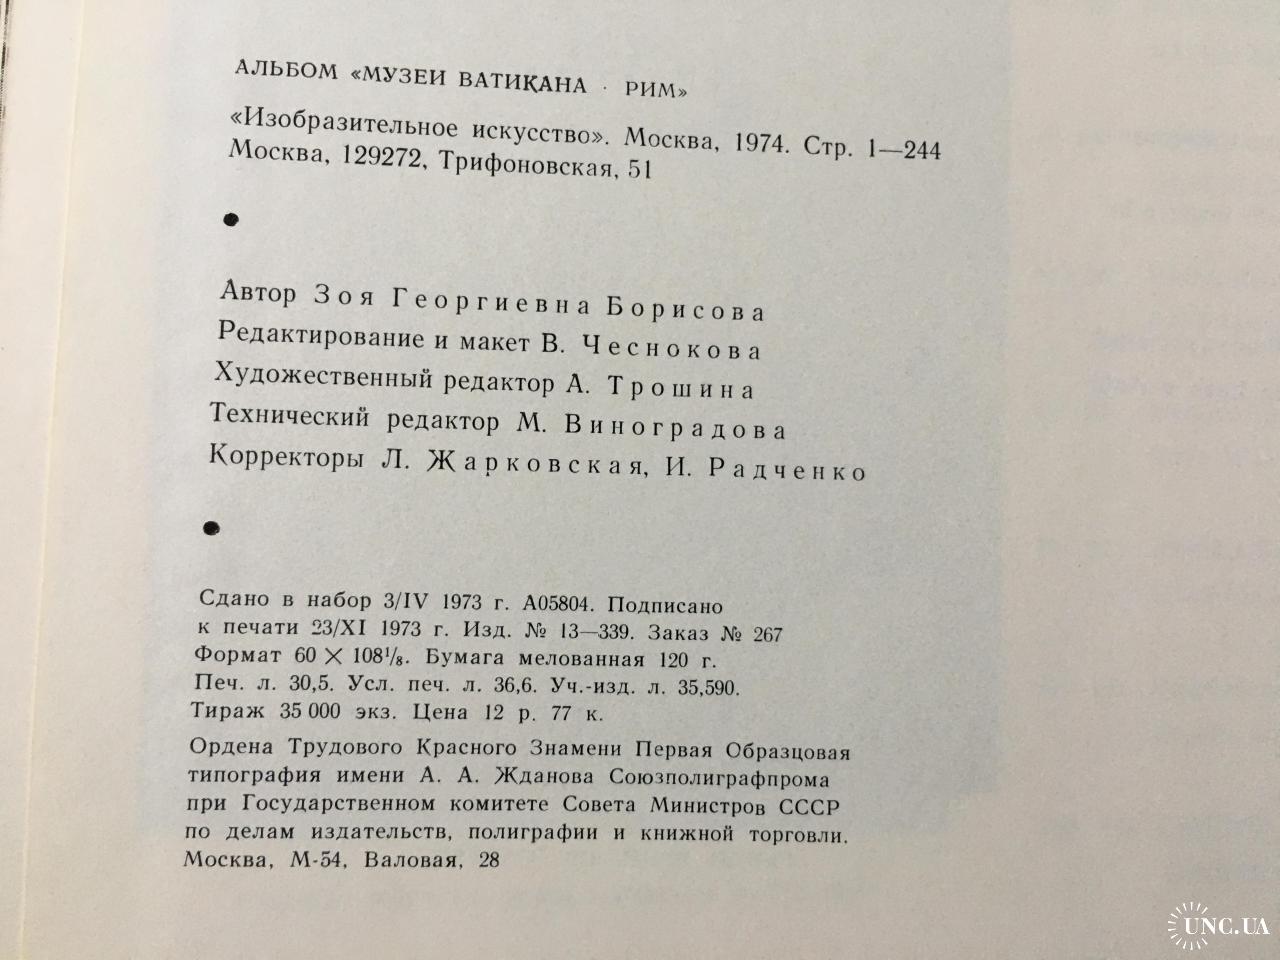 АЛЬБОМ «МУЗЕИ ВАТИКАНА · РИМ»
«Изобразительное искусство». Москва, 1974. Стр. 1—244
Москва, 129272, Трифоновская, 51
●
Автор Зоя Георгиевна Борисова
Редактирование и макет В. Чеснокова
Художественный редактор А. Трошина
Технический редактор М. Виноградова
Корректоры Л. Жарковская, И. Радченко
●
Сдано в набор 3/IV 1973 г. А05804. Подписано
к печати 23/XI 1973 г. Изд. № 13—339. Заказ № 267
Формат 60 × 108¹/₈. Бумага мелованная 120 г.
Печ. л. 30,5. Усл. печ. л. 36,6. Уч.-изд. л. 35,590.
Тираж 35 000 экз. Цена 12 р. 77 к.
Ордена Трудового Красного Знамени Первая Образцовая
типография имени А. А. Жданова Союзполиграфпрома
при Государственном комитете Совета Министров СССР
по делам издательств, полиграфии и книжной торговли.
Москва, М-54, Валовая, 28
UNC.UA